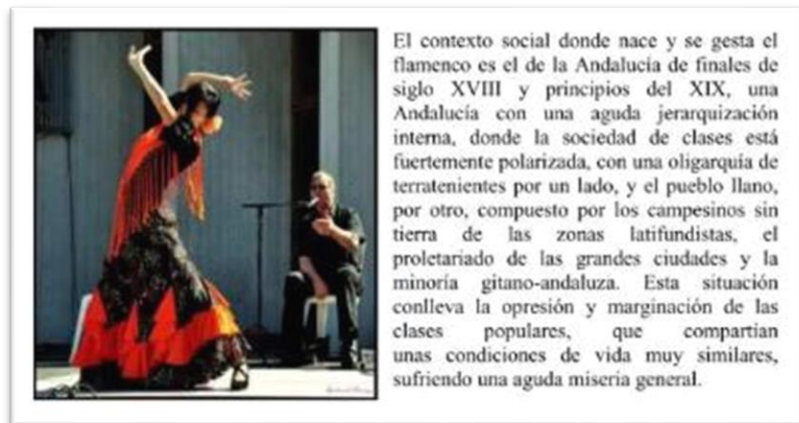 El contexto social donde nace y se gesta el
flamenco es el de la Andalucía de finales de
siglo XVIII y principios del XIX, una
Andalucía con una aguda jerarquización
interna, donde la sociedad de clases está
fuertemente polarizada, con una oligarquía de
terratenientes por un lado, y el pueblo llano,
por otro, compuesto por los campesinos sin
tierra de las zonas latifundistas, el
proletariado de las grandes ciudades y la
minoría gitano-andaluza. Esta situación
conlleva la opresión y marginación de las
clases populares, que compartían
unas condiciones de vida muy similares,
sufriendo una aguda miseria general.